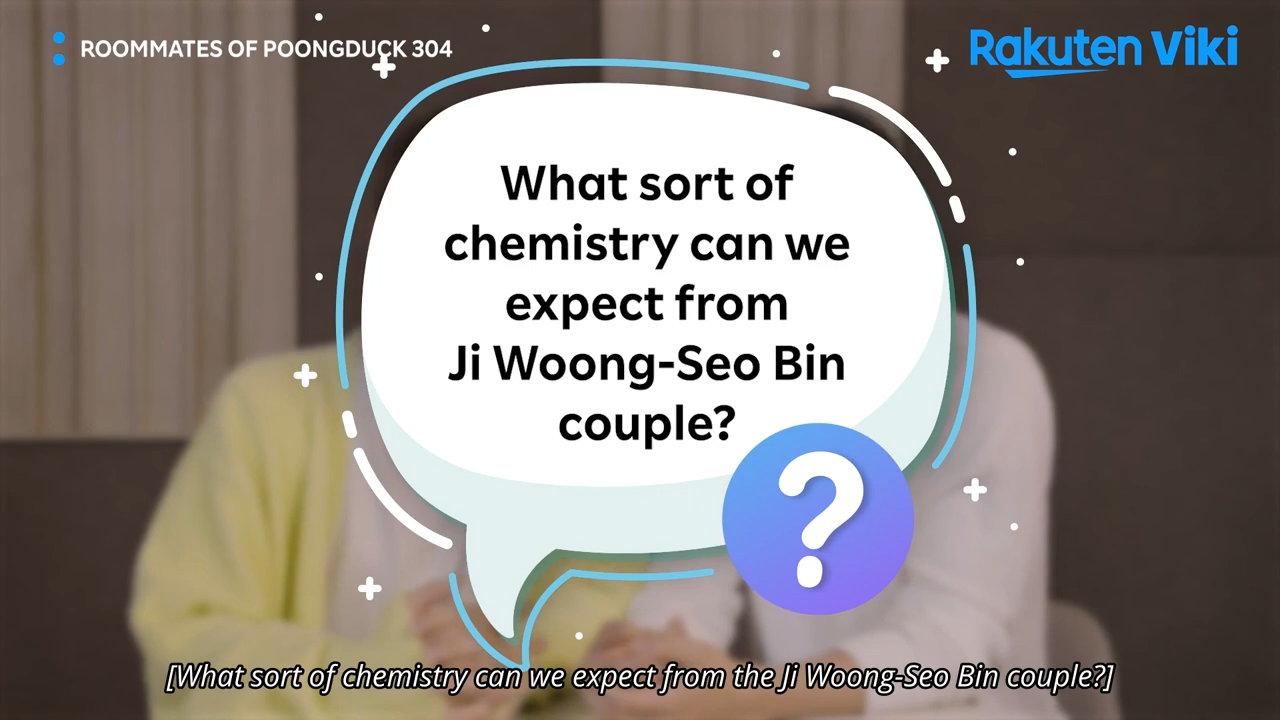 ROOMMATES OF POONGDUCK 304
Rakuten Viki
What sort of
chemistry can we
expect from
Ji Woong-Seo Bin
couple?
?
[What sort of chemistry can we expect from the Ji Woong-Seo Bin couple?]